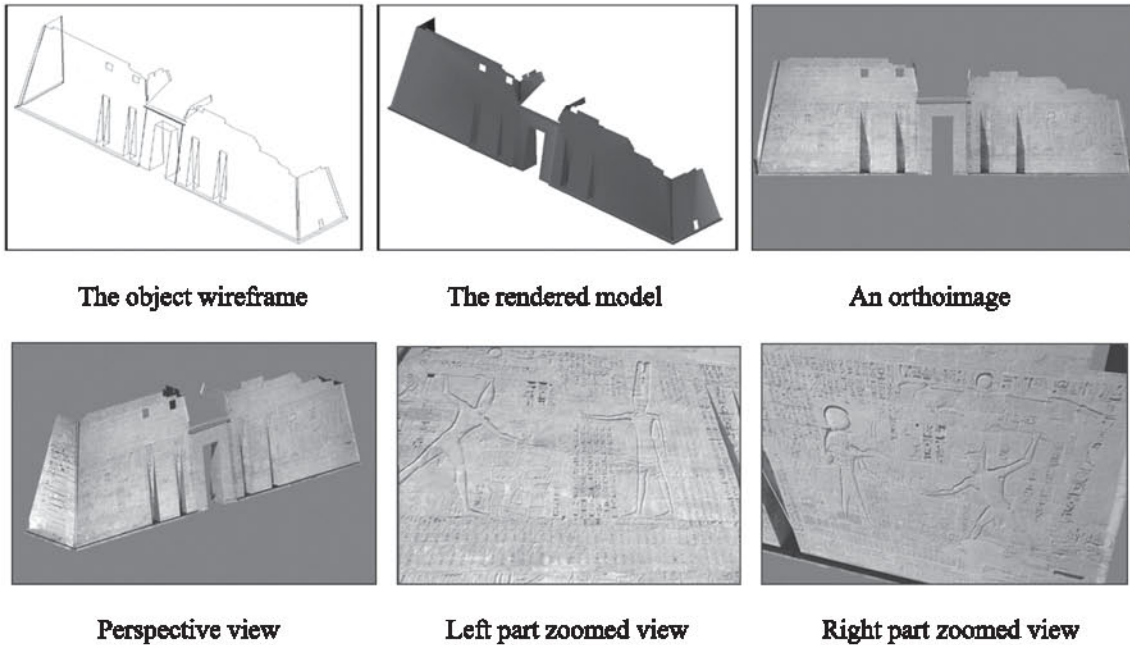 The object wireframe
The rendered model
An orthoimage
Perspective view
Left part zoomed view
Right part zoomed view